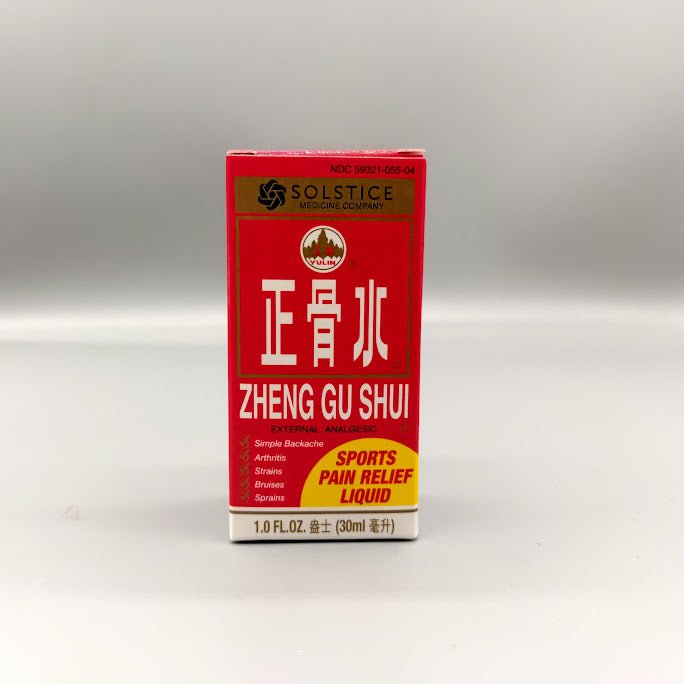 NDC 59321-055-04
SOLSTICE
MEDICINE COMPANY
YULIN
正骨水
ZHENG GU SHUI
EXTERNAL ANALGESIC
Simple Backache
Arthritis
Strains
Bruises
Sprains
SPORTS
PAIN RELIEF
LIQUID
1.0 FL.OZ. 盎士 (30ml 毫升)